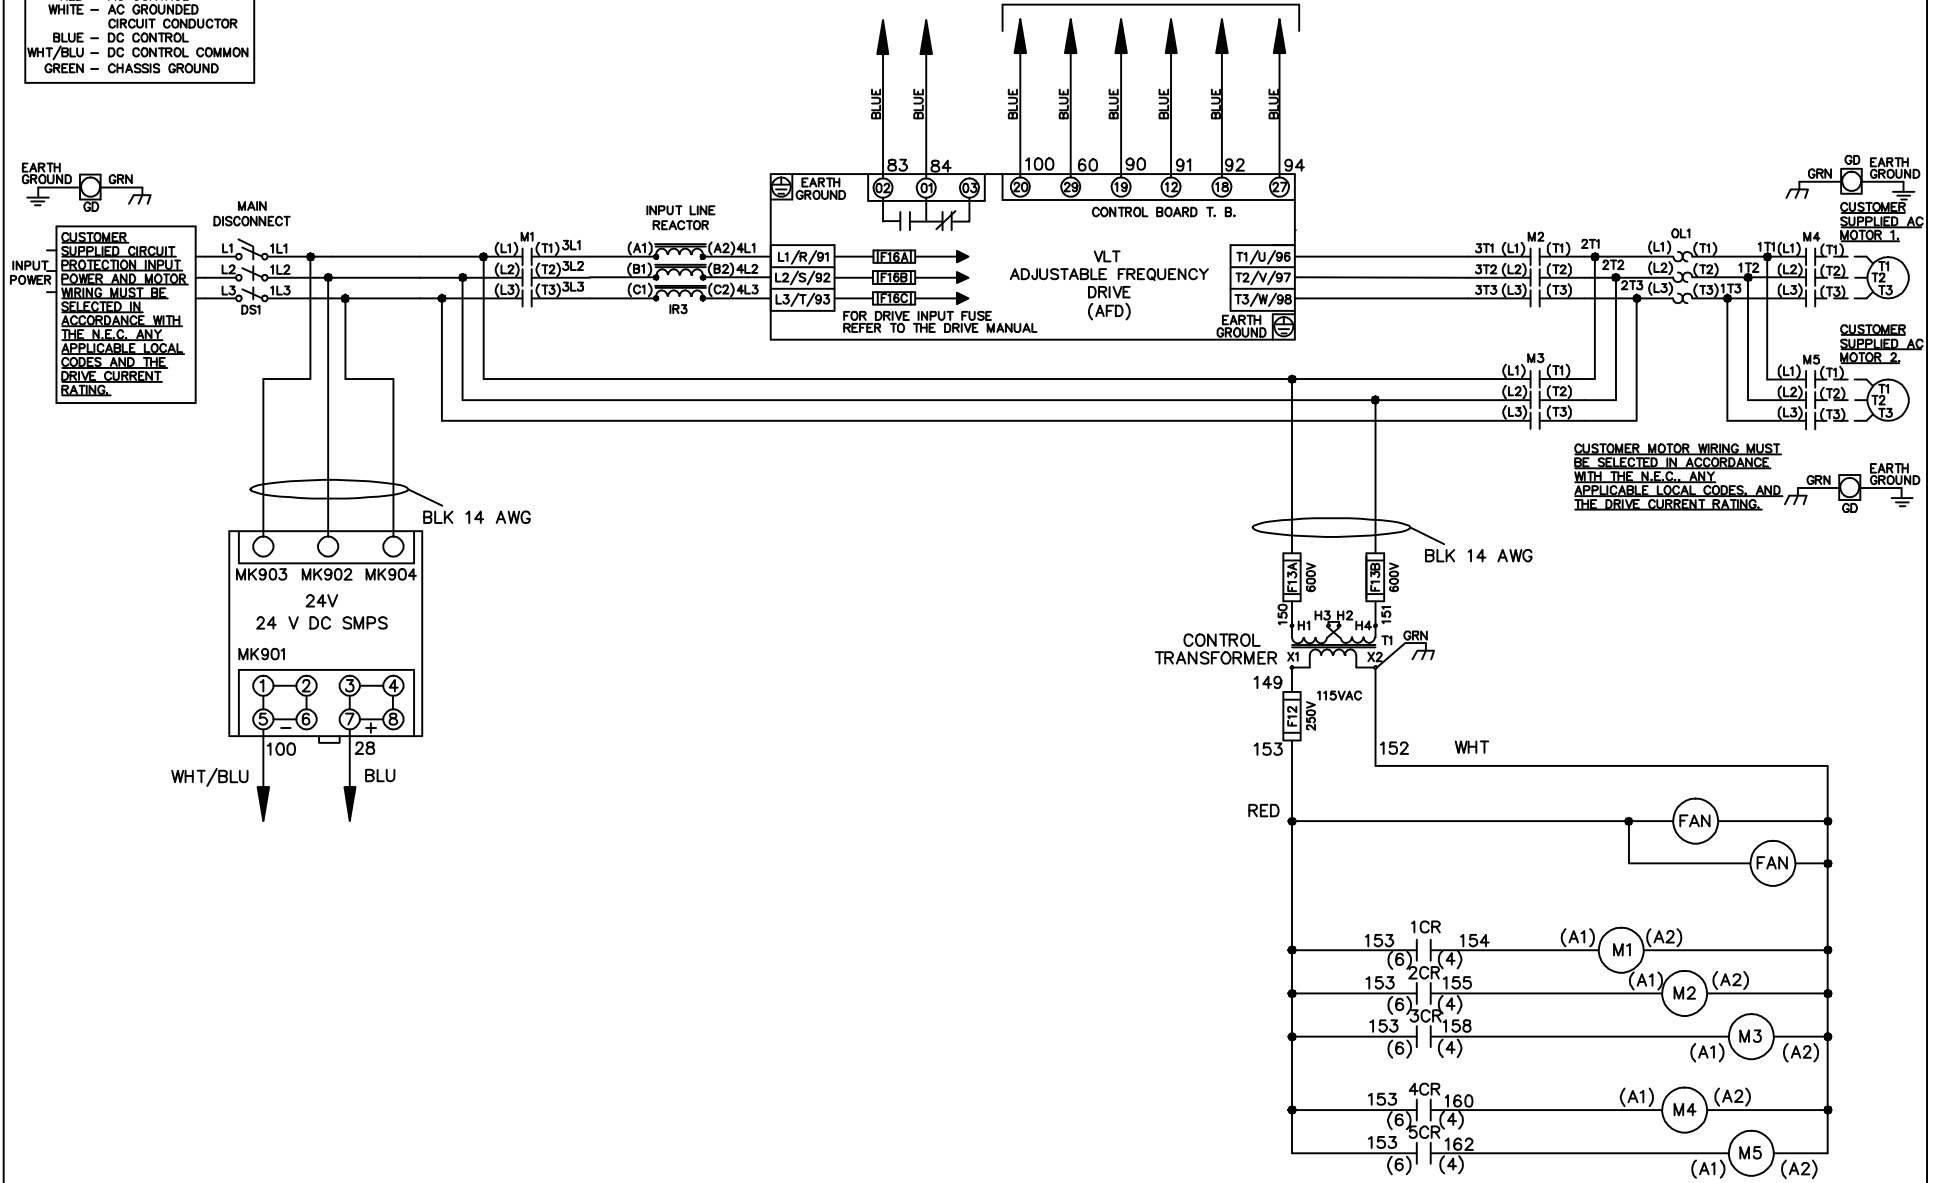 WHITE – AC GROUNDED
CIRCUIT CONDUCTOR
BLUE – DC CONTROL
WHT/BLU – DC CONTROL COMMON
GREEN – CHASSIS GROUND
BLUE BLUE BLUE BLUE BLUE BLUE BLUE BLUE
83 84 100 60 90 91 92 94
EARTH
GROUND
GRN
GD
MAIN
DISCONNECT
INPUT
POWER
CUSTOMER
SUPPLIED CIRCUIT
PROTECTION INPUT
POWER AND MOTOR
WIRING MUST BE
SELECTED IN
ACCORDANCE WITH
THE N.E.C. ANY
APPLICABLE LOCAL
CODES AND THE
DRIVE CURRENT
RATING.
L1 1L1
L2 1L2
L3 1L3
DS1
M1
(L1) (T1) 3L1
(L2) (T2) 3L2
(L3) (T3) 3L3
INPUT LINE
REACTOR
(A1) (A2) 4L1
(B1) (B2) 4L2
(C1) (C2) 4L3
IR3
EARTH
GROUND
02 01 03
20 29 19 12 18 27
CONTROL BOARD T. B.
L1/R/91 F16A
L2/S/92 F16B
L3/T/93 F16C
FOR DRIVE INPUT FUSE
REFER TO THE DRIVE MANUAL
VLT
ADJUSTABLE FREQUENCY
DRIVE
(AFD)
T1/U/96
T2/V/97
T3/W/98
EARTH
GROUND
M2
3T1 (L1) (T1) 2T1
3T2 (L2) (T2) 2T2
3T3 (L3) (T3) 2T3
OL1
(L1) (T1) 1T1
(L2) (T2) 1T2
(L3) (T3) 1T3
M4
(L1) (T1)
(L2) (T2)
(L3) (T3)
T1
T2
T3
GD
GRN
EARTH
GROUND
CUSTOMER
SUPPLIED AC
MOTOR 1.
CUSTOMER
SUPPLIED AC
MOTOR 2.
M3
(L1) (T1)
(L2) (T2)
(L3) (T3)
M5
(L1) (T1)
(L2) (T2)
(L3) (T3)
T1
T2
T3
CUSTOMER MOTOR WIRING MUST
BE SELECTED IN ACCORDANCE
WITH THE N.E.C., ANY
APPLICABLE LOCAL CODES, AND
THE DRIVE CURRENT RATING.
GRN
GD
EARTH
GROUND
BLK 14 AWG
MK903 MK902 MK904
24V
24 V DC SMPS
MK901
1 2 3 4
5 – 6 7 + 8
100 28
WHT/BLU BLU
BLK 14 AWG
F13A 600V F13B 600V
150 151
H1 H3 H2 H4
T1
GRN
CONTROL
TRANSFORMER
X1 X2
149
115VAC
F12 250V
153 152 WHT
RED
FAN
FAN
1CR
153 154 (A1) M1 (A2)
(6) (4)
2CR
153 155 (A1) M2 (A2)
(6) (4)
3CR
153 158 M3
(6) (4) (A1) (A2)
4CR
153 160 (A1) M4 (A2)
(6) (4)
5CR
153 162 M5
(6) (4) (A1) (A2)